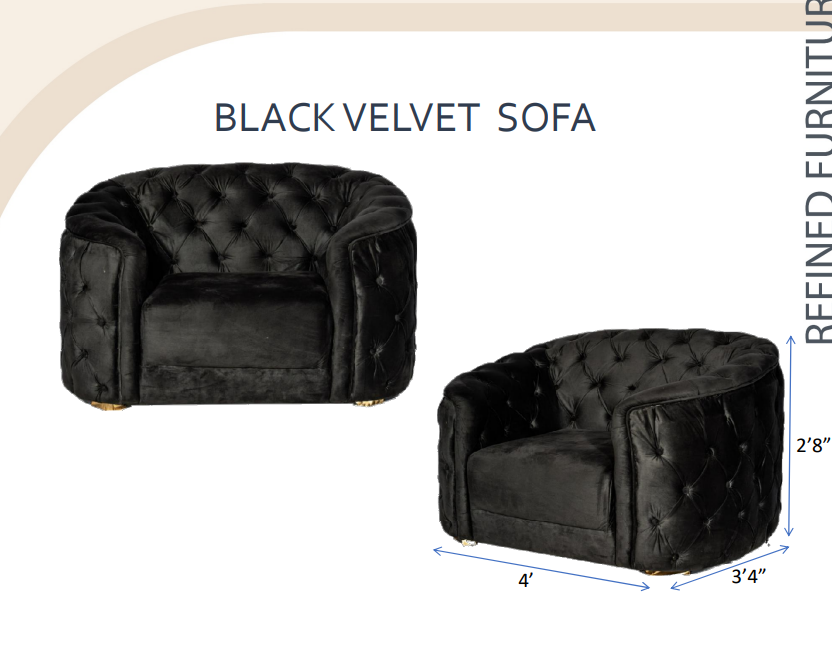 BLACK VELVET SOFA
REFINED FURNITUR
2’8”
4’
3’4”